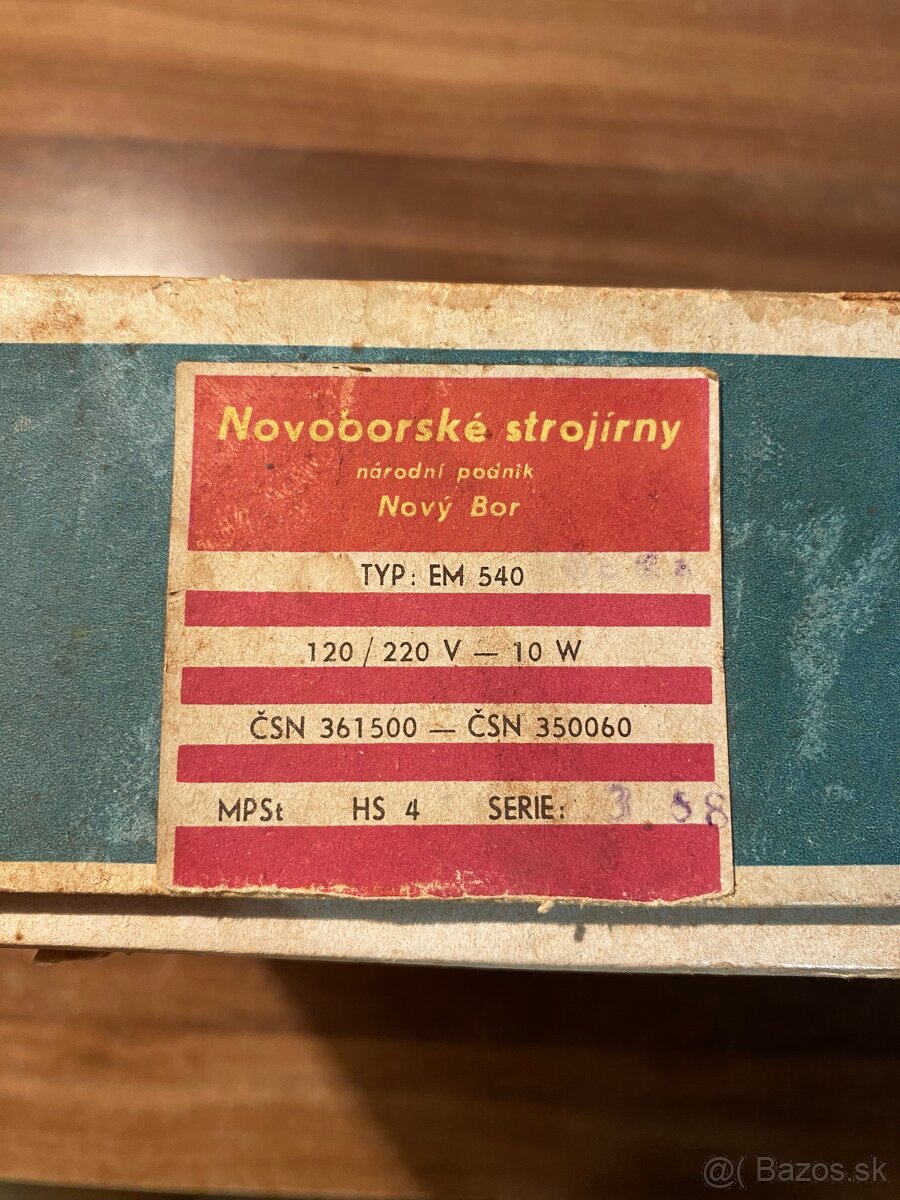 Novoborské strojírny
národní podnik
Nový Bor
TYP: EM 540
120 / 220 V — 10 W
ČSN 361500 — ČSN 350060
MPSt HS 4 SERIE: 3 58
@( Bazos.sk